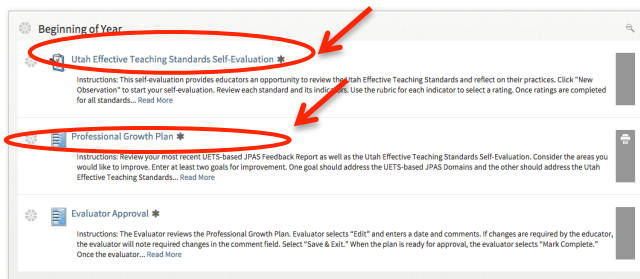 Beginning of Year
Utah Effective Teaching Standards Self-Evaluation ✱
Instructions: This self-evaluation provides educators an opportunity to review the Utah Effective Teaching Standards and reflect on their practices. Click "New
Observation" to start your self-evaluation. Review each standard and its indicators. Use the rubric for each indicator to select a rating. Once ratings are completed
for all standards... Read More
Professional Growth Plan ✱
Instructions: Review your most recent UETS-based JPAS Feedback Report as well as the Utah Effective Teaching Standards Self-Evaluation. Consider the areas you
would like to improve. Enter at least two goals for improvement. One goal should address the UETS-based JPAS Domains and the other should address the Utah
Effective Teaching Standards... Read More
Evaluator Approval ✱
Instructions: The Evaluator reviews the Professional Growth Plan. Evaluator selects "Edit" and enters a date and comments. If changes are required by the educator,
the evaluator will note required changes in the comment field. Select "Save & Exit." When the plan is ready for approval, the evaluator selects "Mark Complete."
Once the evaluator... Read More